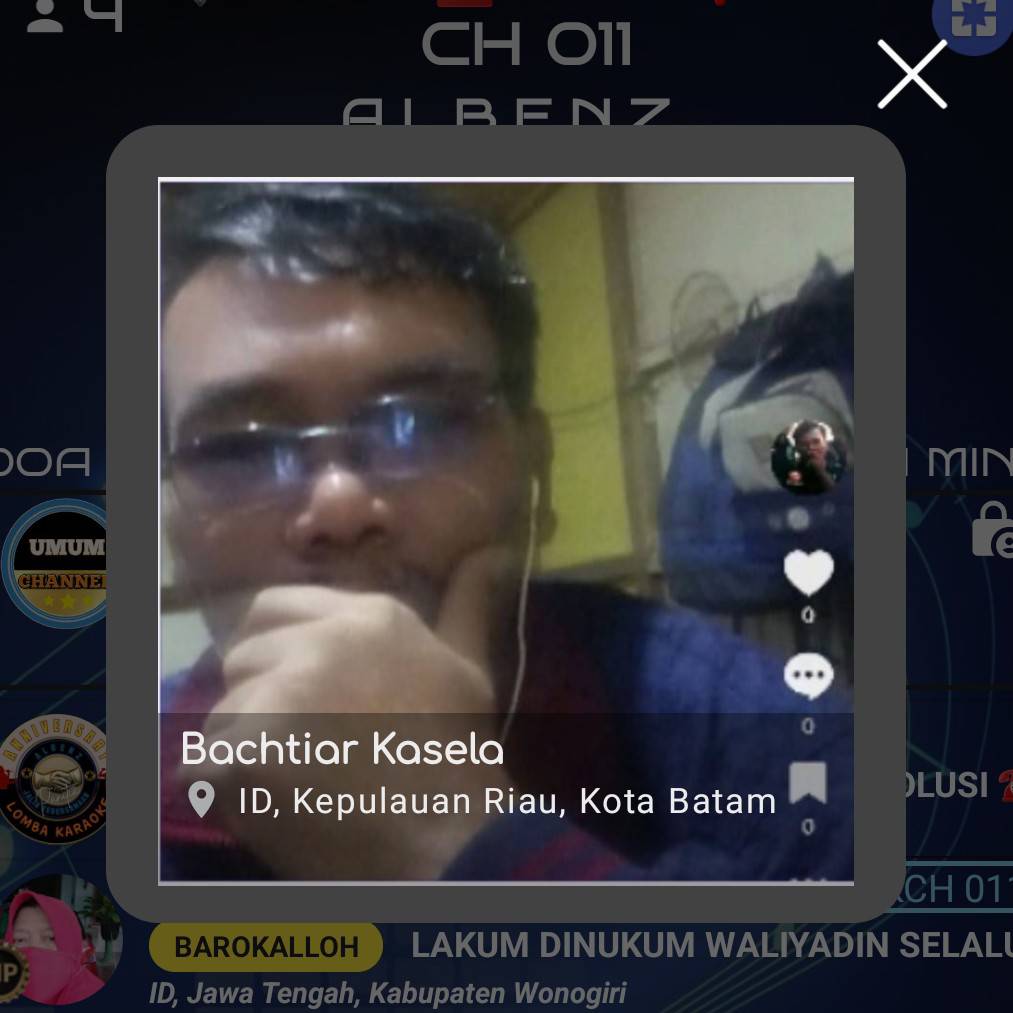 4
CH 011
ALBENZ
DOA
MIN
UMUM
CHANNEL
0
0
Bachtiar Kasela
ID, Kepulauan Riau, Kota Batam
0
ANNIVERSARY
ALBENZ
LOMBA KARAOKE
OLUSI
CH 011
BAROKALLOH
LAKUM DINUKUM WALIYADIN SELALU
ID, Jawa Tengah, Kabupaten Wonogiri